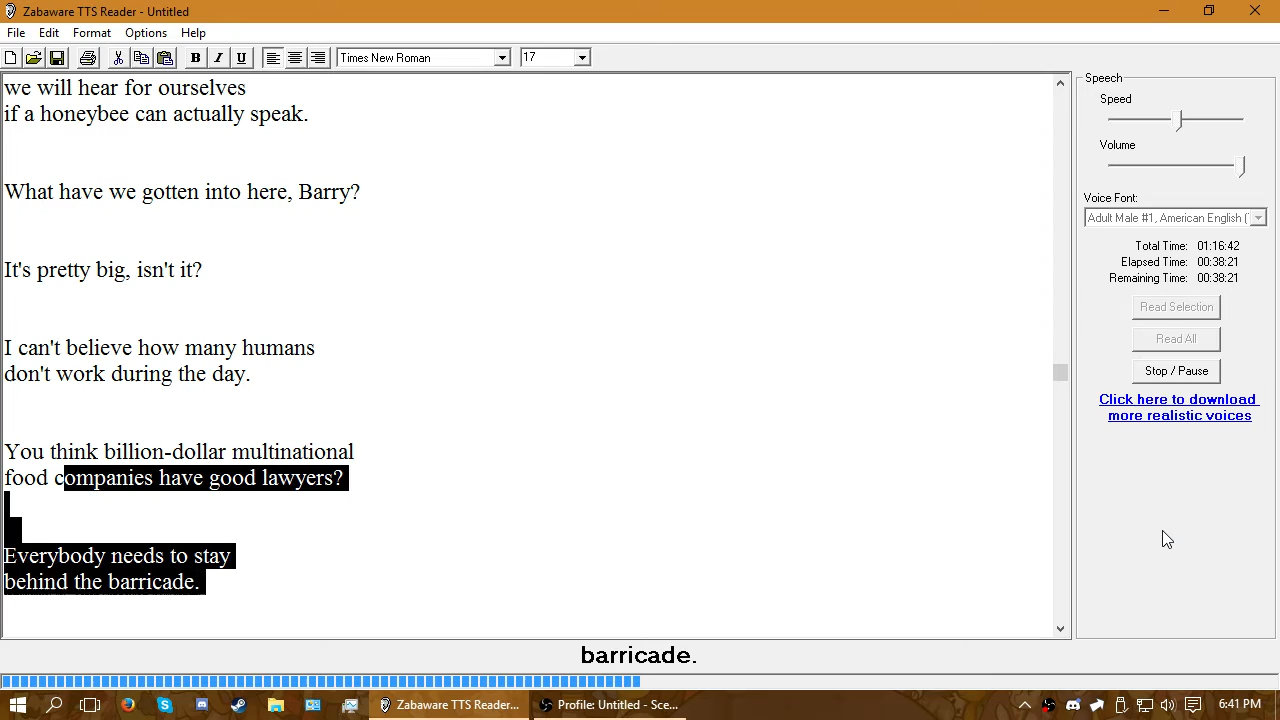 Zabaware TTS Reader - Untitled
File Edit Format Options Help
B I U Times New Roman 17
we will hear for ourselves
if a honeybee can actually speak.
What have we gotten into here, Barry?
It's pretty big, isn't it?
I can't believe how many humans
don't work during the day.
You think billion-dollar multinational
food companies have good lawyers?
Everybody needs to stay
behind the barricade.
Speech
Speed
Volume
Voice Font:
Adult Male #1, American English (
Total Time: 01:16:42
Elapsed Time: 00:38:21
Remaining Time: 00:38:21
Read Selection
Read All
Stop / Pause
Click here to download
more realistic voices
barricade.
Zabaware TTS Reader... Profile: Untitled - Sce... 6:41 PM